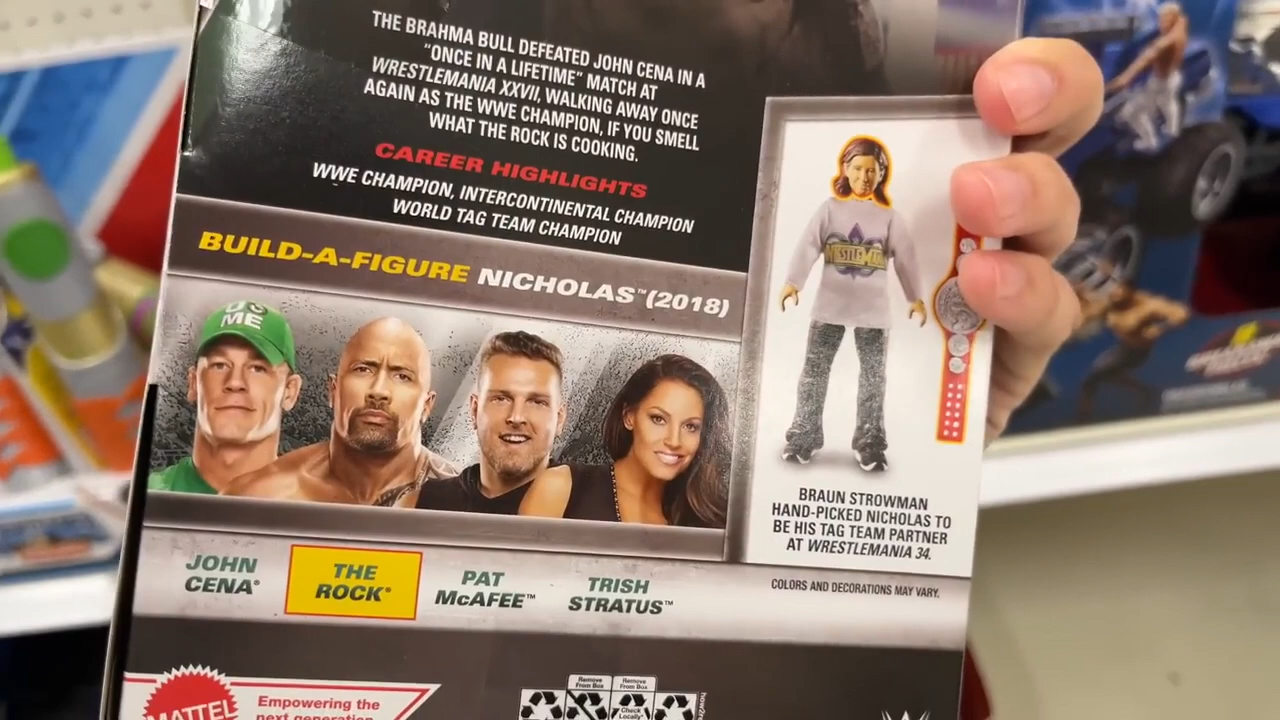 THE BRAHMA BULL DEFEATED JOHN CENA IN A
"ONCE IN A LIFETIME" MATCH AT
WRESTLEMANIA XXVII, WALKING AWAY ONCE
AGAIN AS THE WWE CHAMPION, IF YOU SMELL
WHAT THE ROCK IS COOKING.
CAREER HIGHLIGHTS
WWE CHAMPION, INTERCONTINENTAL CHAMPION
WORLD TAG TEAM CHAMPION
BUILD-A-FIGURE NICHOLAS™ (2018)
ME
WRESTLEMANIA
BRAUN STROWMAN
HAND-PICKED NICHOLAS TO
BE HIS TAG TEAM PARTNER
AT WRESTLEMANIA 34.
COLORS AND DECORATIONS MAY VARY.
JOHN
CENA®
THE
ROCK®
PAT
McAFEE™
TRISH
STRATUS™
MATTEL
Empowering the
next generation
Remove
From Box
Remove
From Box
Check
Locally*